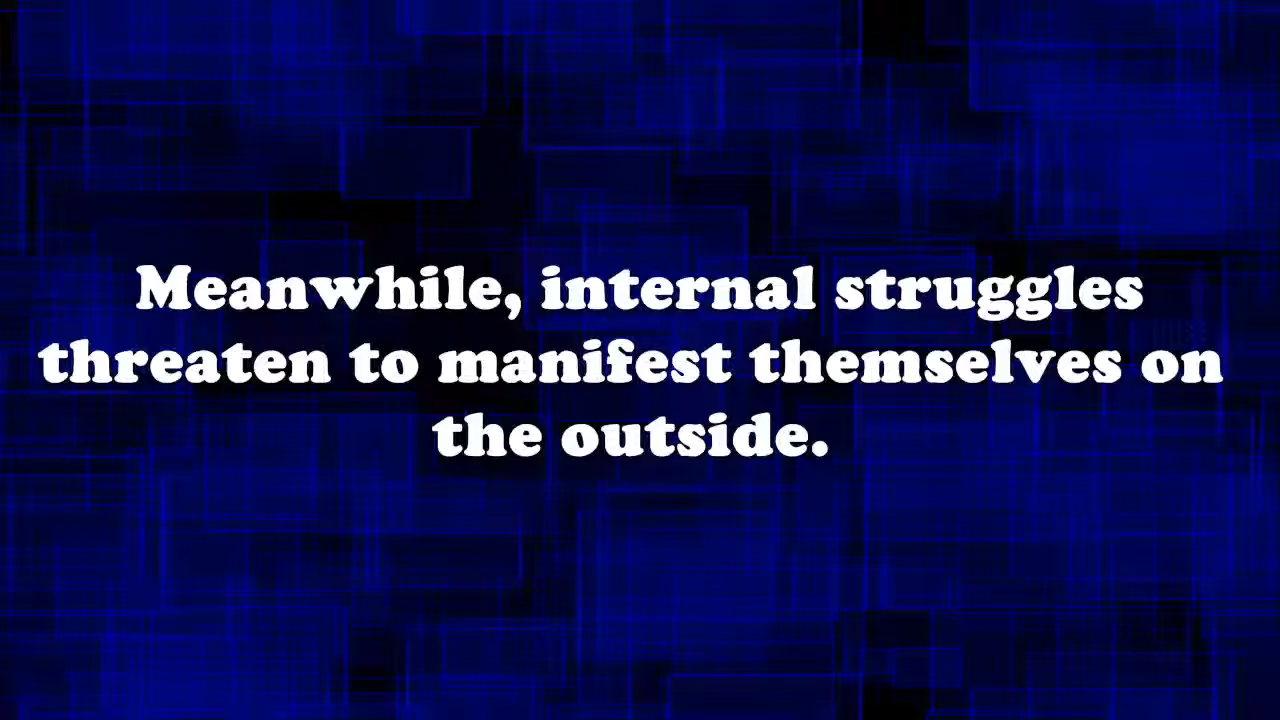 Meanwhile, internal struggles
threaten to manifest themselves on
the outside.